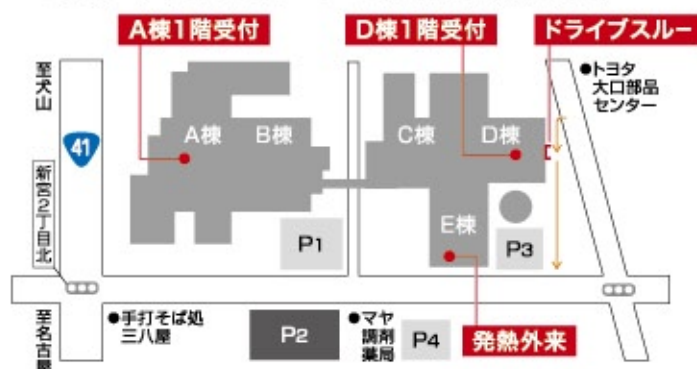 A棟1階受付
D棟1階受付
ドライブスルー
至犬山
41
新宮2丁目北
至名古屋
A棟
B棟
C棟
D棟
E棟
●トヨタ
大口部品
センター
P1
P3
●手打そば処
三八屋
P2
●マヤ
調剤
薬局
P4
発熱外来